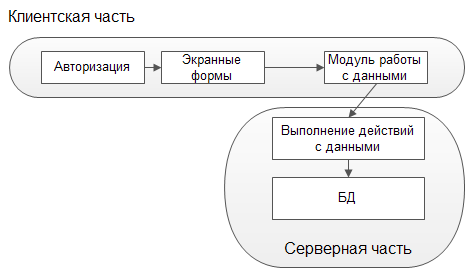 Клиентская часть
Авторизация
Экранные
формы
Модуль работы
с данными
Выполнение действий
с данными
БД
Серверная часть